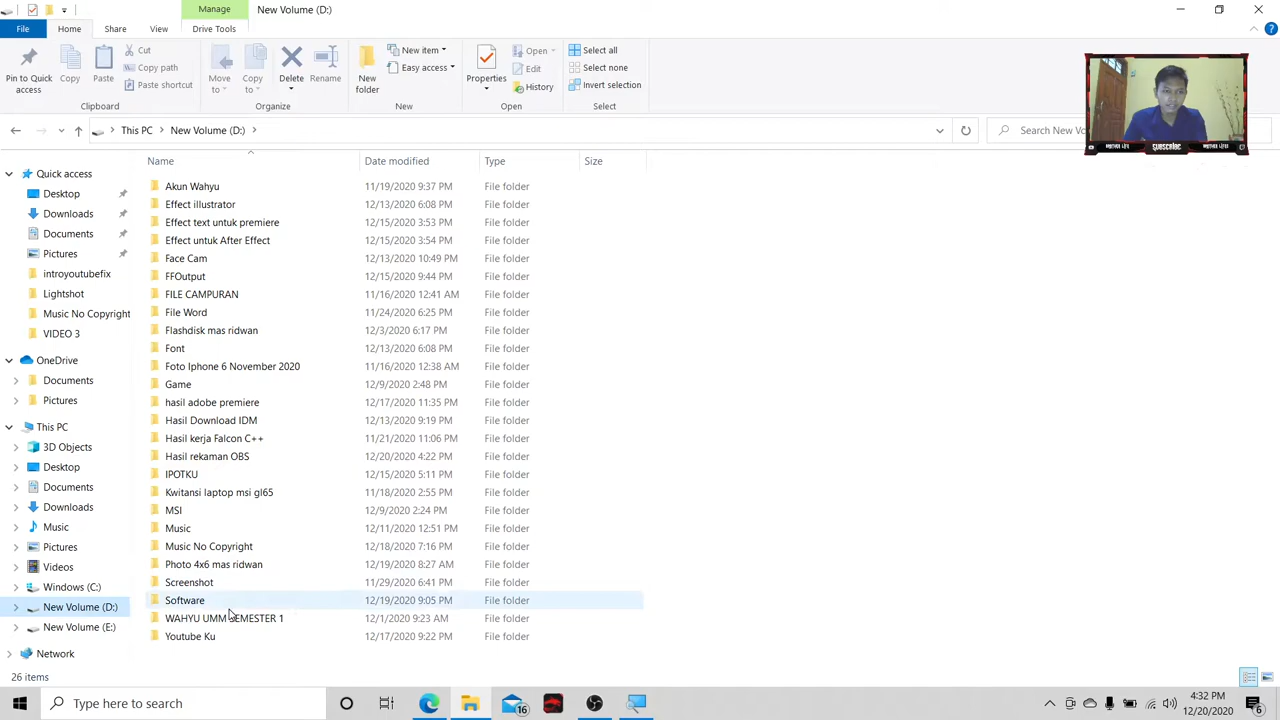 Manage
New Volume (D:)
File
Home
Share
View
Drive Tools
Pin to Quick access
Copy
Paste
Cut
Copy path
Paste shortcut
Clipboard
Move to
Copy to
Delete
Rename
Organize
New folder
New item
Easy access
New
Properties
Open
Edit
History
Open
Select all
Select none
Invert selection
Select
This PC
New Volume (D:)
SUBSCRIBE
Name
Date modified
Type
Size
Quick access
Desktop
Downloads
Documents
Pictures
introyoutubefix
Lightshot
Music No Copyright
VIDEO 3
OneDrive
Documents
Pictures
This PC
3D Objects
Desktop
Documents
Downloads
Music
Pictures
Videos
Windows (C:)
New Volume (D:)
New Volume (E:)
Network
Akun Wahyu 11/19/2020 9:37 PM File folder
Effect illustrator 12/13/2020 6:08 PM File folder
Effect text untuk premiere 12/15/2020 3:53 PM File folder
Effect untuk After Effect 12/15/2020 3:54 PM File folder
Face Cam 12/13/2020 10:49 PM File folder
FFOutput 12/15/2020 9:44 PM File folder
FILE CAMPURAN 11/16/2020 12:41 AM File folder
File Word 11/24/2020 6:25 PM File folder
Flashdisk mas ridwan 12/3/2020 6:17 PM File folder
Font 12/13/2020 6:08 PM File folder
Foto Iphone 6 November 2020 11/16/2020 12:38 AM File folder
Game 12/9/2020 2:48 PM File folder
hasil adobe premiere 12/17/2020 11:35 PM File folder
Hasil Download IDM 12/13/2020 9:19 PM File folder
Hasil kerja Falcon C++ 11/21/2020 11:06 PM File folder
Hasil rekaman OBS 12/20/2020 4:22 PM File folder
IPOTKU 12/15/2020 5:11 PM File folder
Kwitansi laptop msi gl65 11/18/2020 2:55 PM File folder
MSI 12/9/2020 2:24 PM File folder
Music 12/11/2020 12:51 PM File folder
Music No Copyright 12/18/2020 7:16 PM File folder
Photo 4x6 mas ridwan 12/19/2020 8:27 AM File folder
Screenshot 11/29/2020 6:41 PM File folder
Software 12/19/2020 9:05 PM File folder
WAHYU UMM SEMESTER 1 12/1/2020 9:23 AM File folder
Youtube Ku 12/17/2020 9:22 PM File folder
26 items
Type here to search
16
4:32 PM
12/20/2020
6